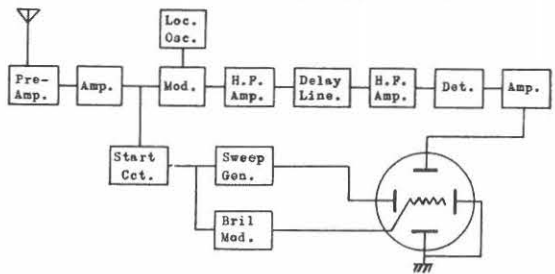 Loc.
Osc.
Pre-
Amp.
Amp.
Mod.
H.F.
Amp.
Delay
Line.
H.F.
Amp.
Det.
Amp.
Start
Cct.
Sweep
Gen.
Bril
Mod.